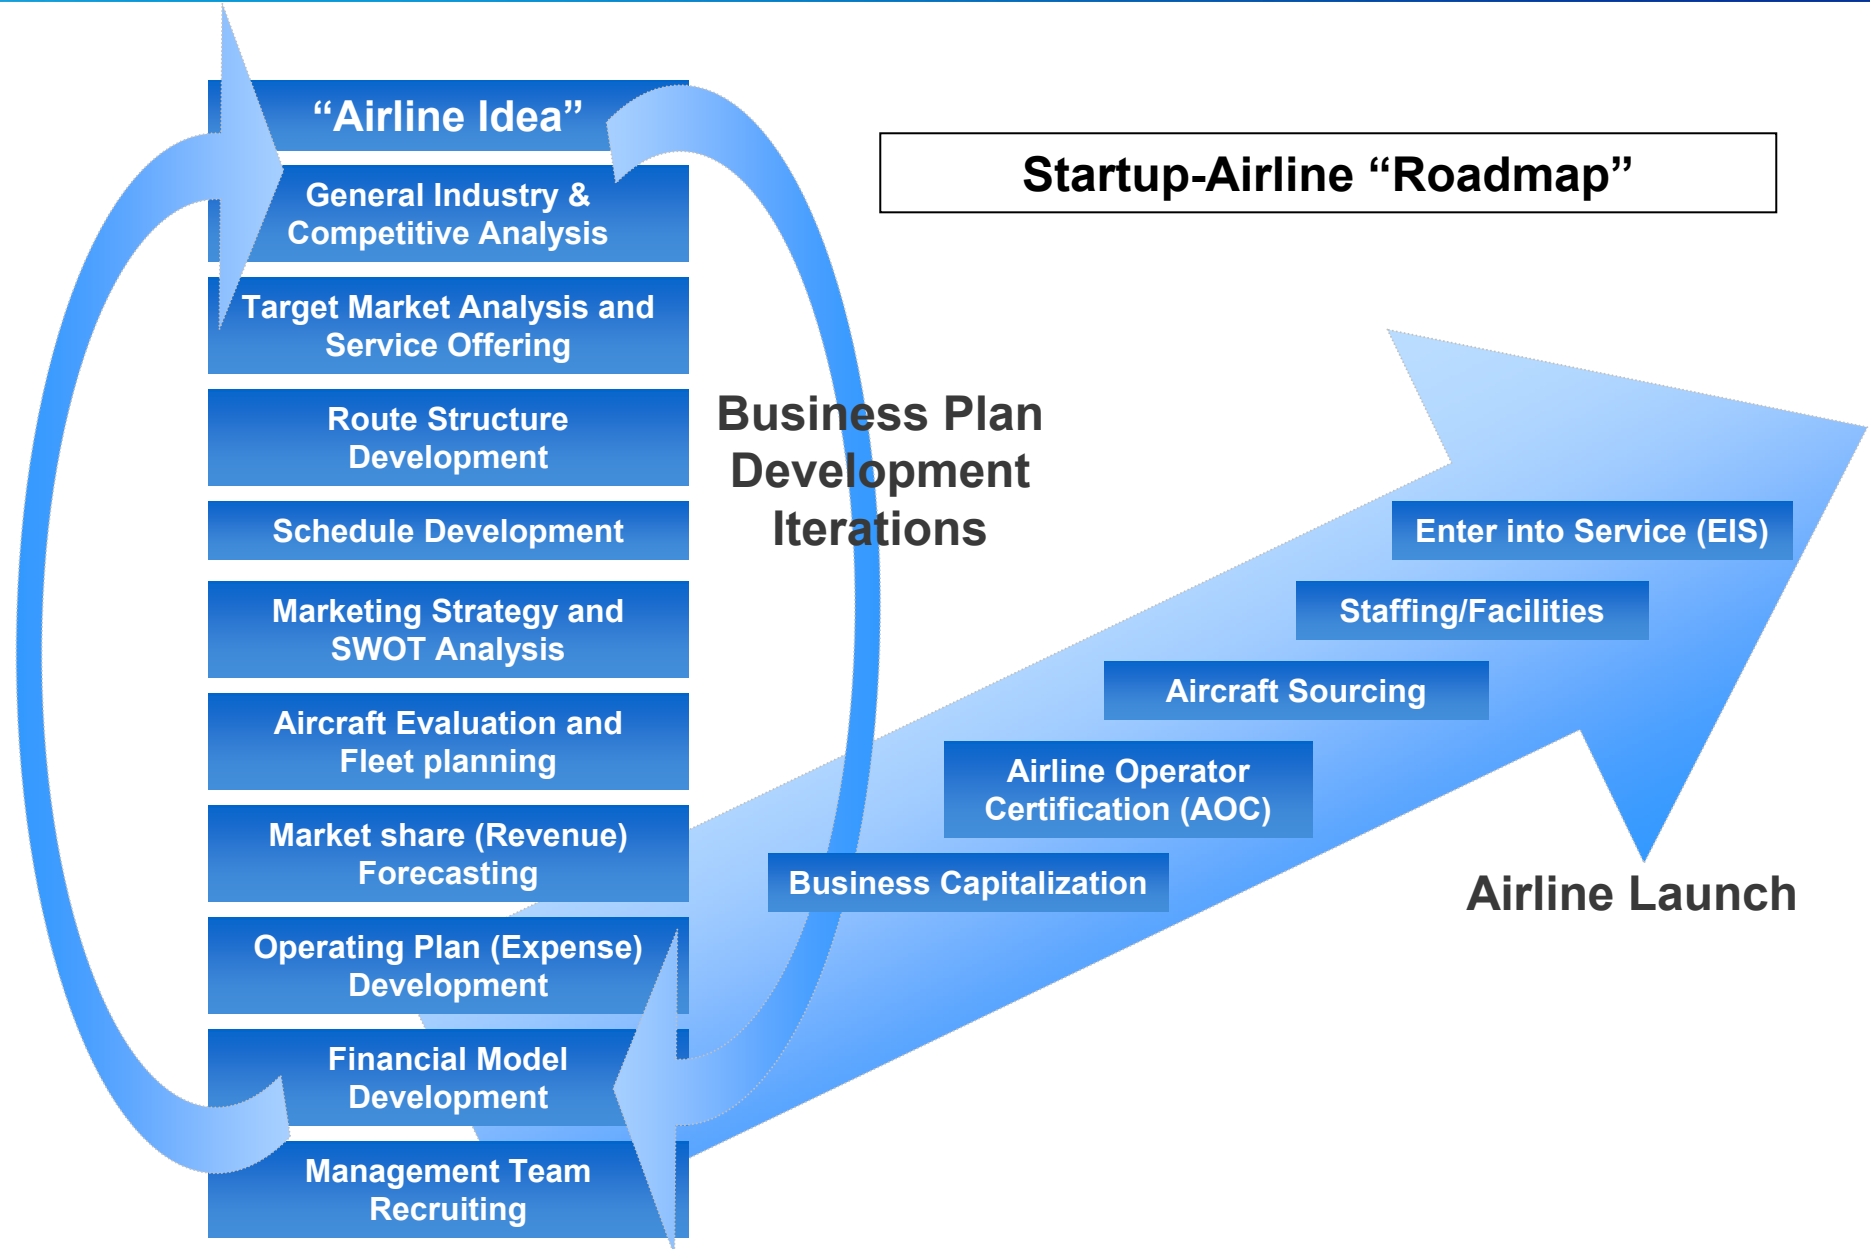 “Airline Idea”
General Industry &
Competitive Analysis
Target Market Analysis and
Service Offering
Route Structure
Development
Schedule Development
Marketing Strategy and
SWOT Analysis
Aircraft Evaluation and
Fleet planning
Market share (Revenue)
Forecasting
Operating Plan (Expense)
Development
Financial Model
Development
Management Team
Recruiting
Startup-Airline “Roadmap”
Business Plan
Development
Iterations
Enter into Service (EIS)
Staffing/Facilities
Aircraft Sourcing
Airline Operator
Certification (AOC)
Business Capitalization
Airline Launch